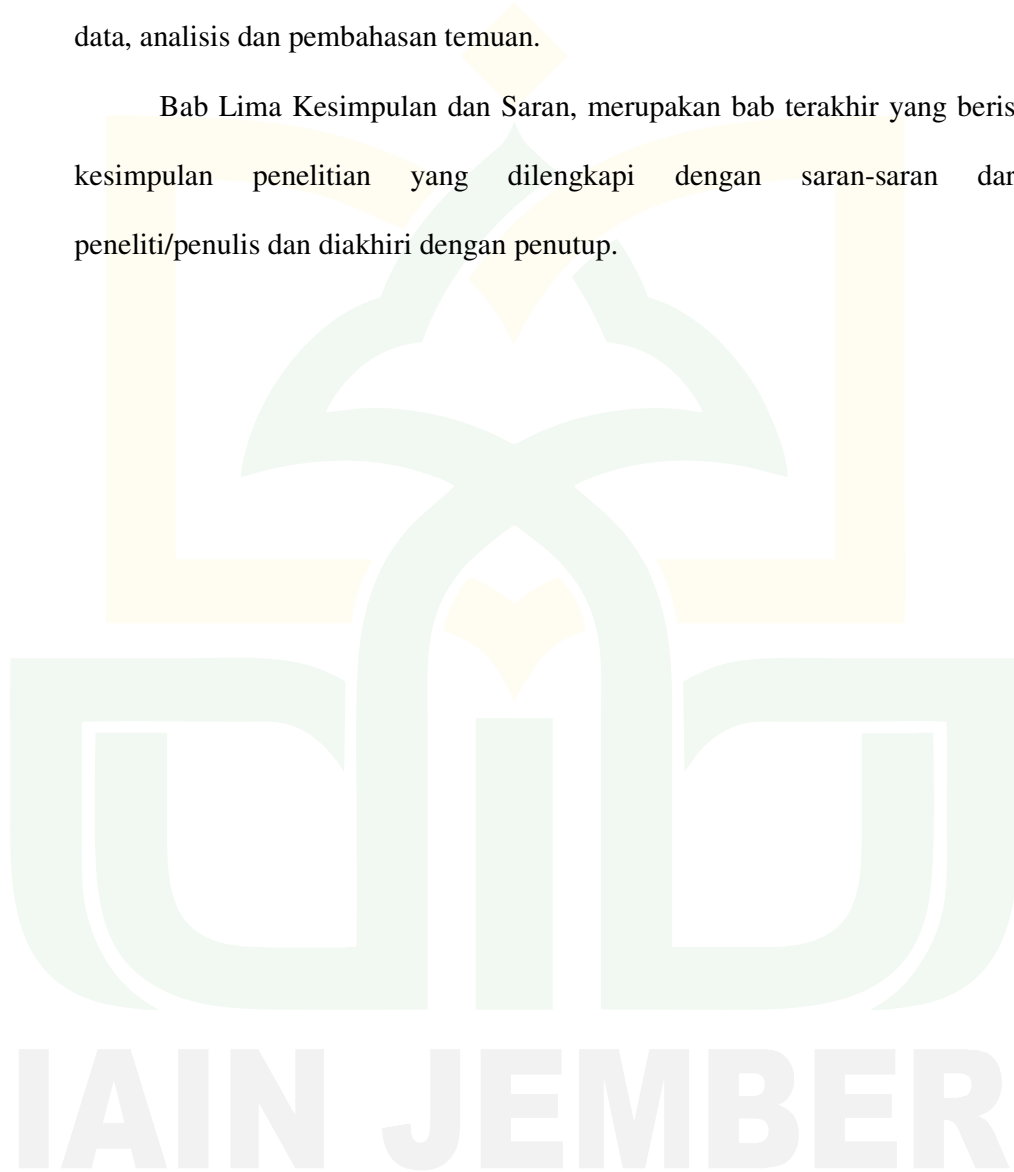 data, analisis dan pembahasan temuan.
Bab Lima Kesimpulan dan Saran, merupakan bab terakhir yang beris
kesimpulan penelitian yang dilengkapi dengan saran-saran dar
peneliti/penulis dan diakhiri dengan penutup.
IAIN JEMBER